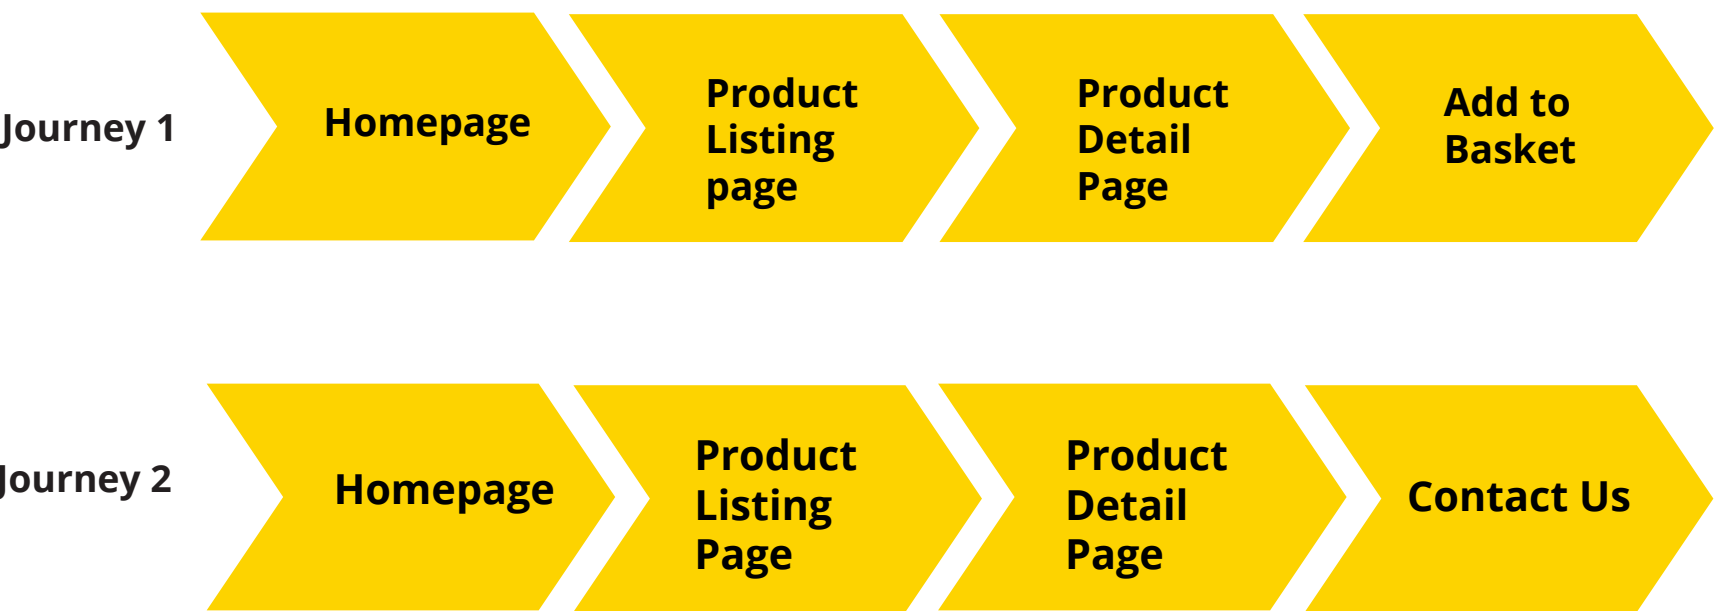 Journey 1
Homepage
Product
Listing
page
Product
Detail
Page
Add to
Basket
Journey 2
Homepage
Product
Listing
Page
Product
Detail
Page
Contact Us